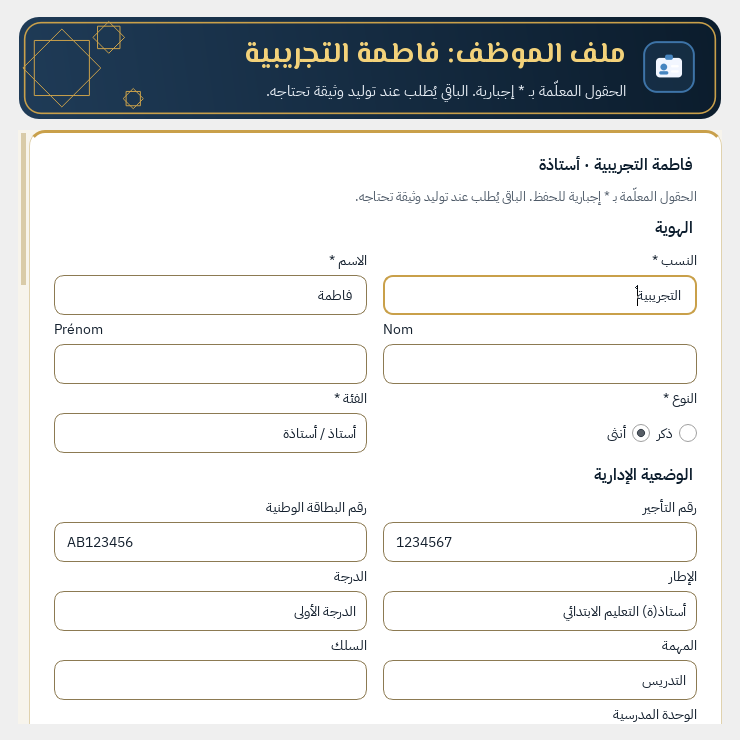 ملف الموظف: فاطمة التجريبية
الحقول المعلّمة بـ * إجبارية. الباقي يُطلب عند توليد وثيقة تحتاجه.
فاطمة التجريبية · أستاذة
الحقول المعلّمة بـ * إجبارية للحفظ. الباقي يُطلب عند توليد وثيقة تحتاجه.
الهوية
النسب * الاسم *
التجريبية فاطمة
Nom Prénom
النوع * الفئة *
ذكر أنثى أستاذ / أستاذة
الوضعية الإدارية
رقم التأجير رقم البطاقة الوطنية
1234567 AB123456
الإطار الدرجة
أستاذ(ة) التعليم الابتدائي الدرجة الأولى
المهمة السلك
التدريس
الوحدة المدرسية